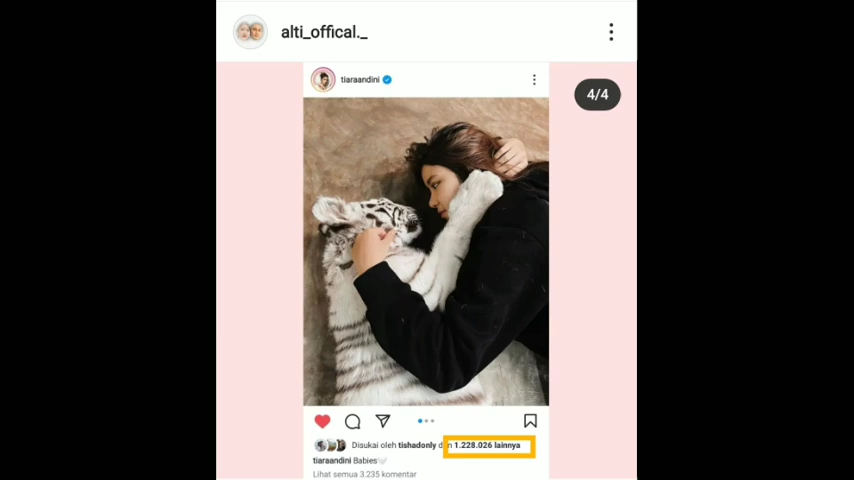 alti_offical._
tiaraandini
4/4
Disukai oleh tishadonly dan 1.228.026 lainnya
tiaraandini Babies🤍
Lihat semua 3.235 komentar